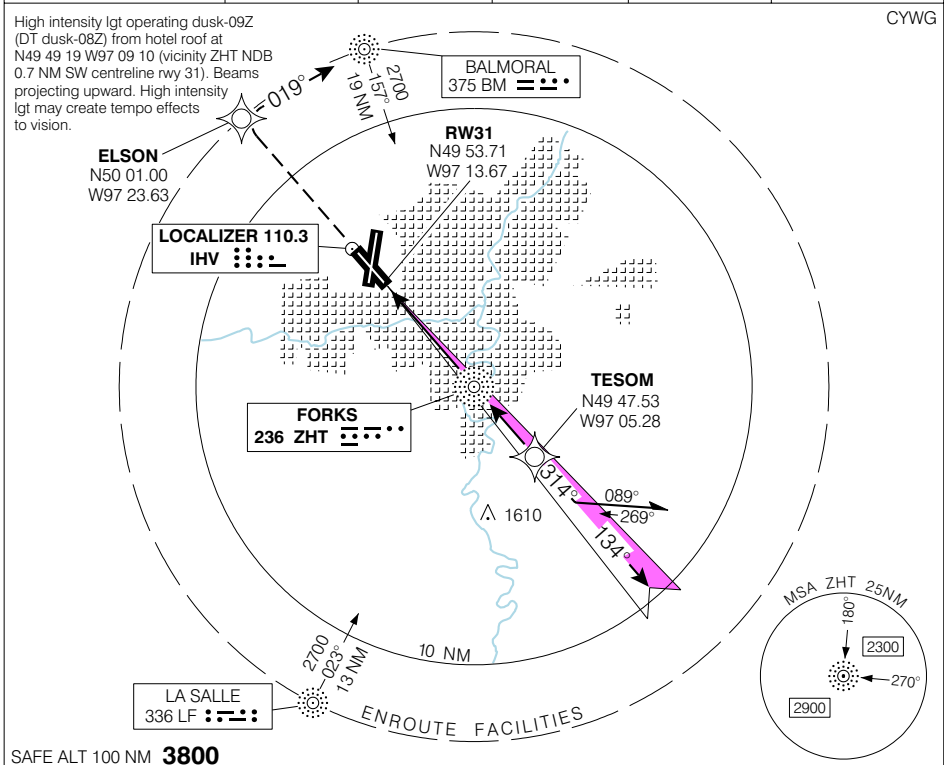 High intensity lgt operating dusk-09Z
(DT dusk-08Z) from hotel roof at
N49 49 19 W97 09 10 (vicinity ZHT NDB
0.7 NM SW centreline rwy 31). Beams
projecting upward. High intensity
lgt may create tempo effects
to vision.
CYWG
019°
2700
157°
19 NM
BALMORAL
375 BM
ELSON
N50 01.00
W97 23.63
RW31
N49 53.71
W97 13.67
LOCALIZER 110.3
IHV
FORKS
236 ZHT
TESOM
N49 47.53
W97 05.28
314°
089°
269°
134°
1610
10 NM
2700
023°
13 NM
LA SALLE
336 LF
ENROUTE FACILITIES
MSA ZHT 25NM
180°
2300
270°
2900
SAFE ALT 100 NM 3800